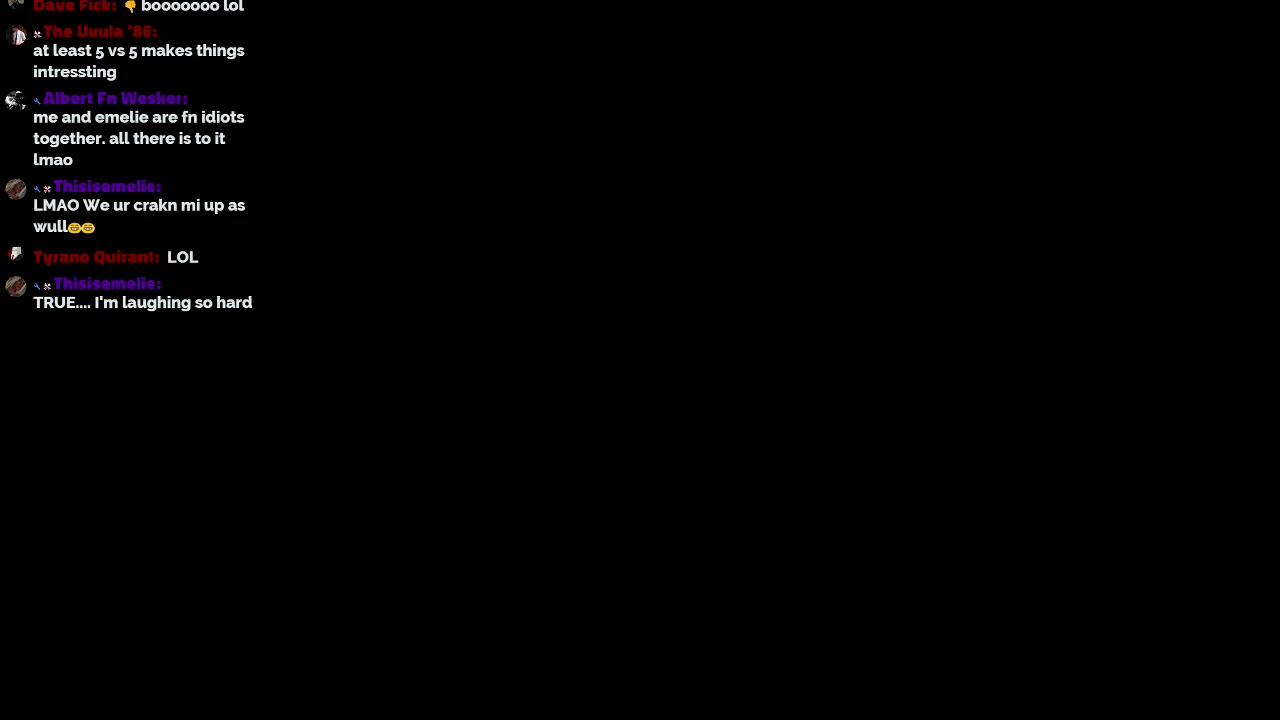 Dave Fick: 👎 booooooo lol
The Uvula '86:
at least 5 vs 5 makes things
intressting
Albert Fn Wesker:
me and emelie are fn idiots
together. all there is to it
lmao
Thisisemelie:
LMAO We ur crakn mi up as
wull🤓🤓
Tyrano Quirant: LOL
Thisisemelie:
TRUE.... I'm laughing so hard